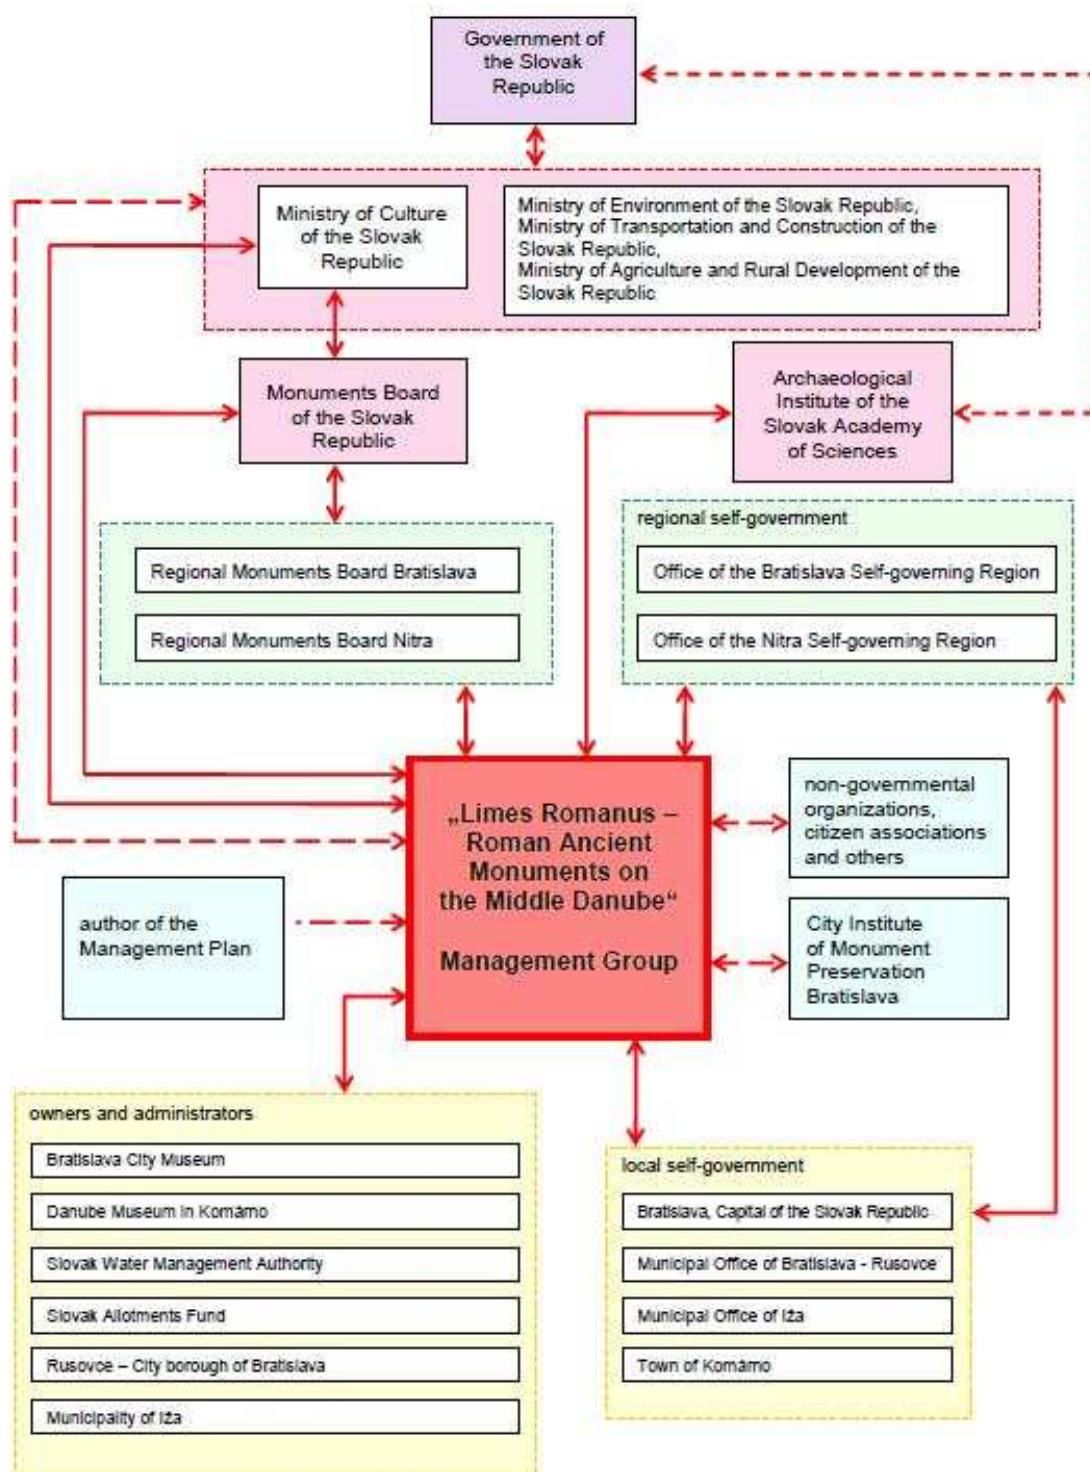 Government of
the Slovak
Republic
Ministry of Culture
of the Slovak
Republic
Ministry of Environment of the Slovak Republic,
Ministry of Transportation and Construction of the
Slovak Republic,
Ministry of Agriculture and Rural Development of the
Slovak Republic
Monuments Board
of the Slovak
Republic
Archaeological
Institute of the
Slovak Academy
of Sciences
Regional Monuments Board Bratislava
Regional Monuments Board Nitra
regional self-government
Office of the Bratislava Self-governing Region
Office of the Nitra Self-governing Region
„Limes Romanus –
Roman Ancient
Monuments on
the Middle Danube“
Management Group
non-governmental
organizations,
citizen associations
and others
author of the
Management Plan
City Institute
of Monument
Preservation
Bratislava
owners and administrators
Bratislava City Museum
Danube Museum in Komárno
Slovak Water Management Authority
Slovak Allotments Fund
Rusovce – City borough of Bratislava
Municipality of Iža
local self-government
Bratislava, Capital of the Slovak Republic
Municipal Office of Bratislava - Rusovce
Municipal Office of Iža
Town of Komárno